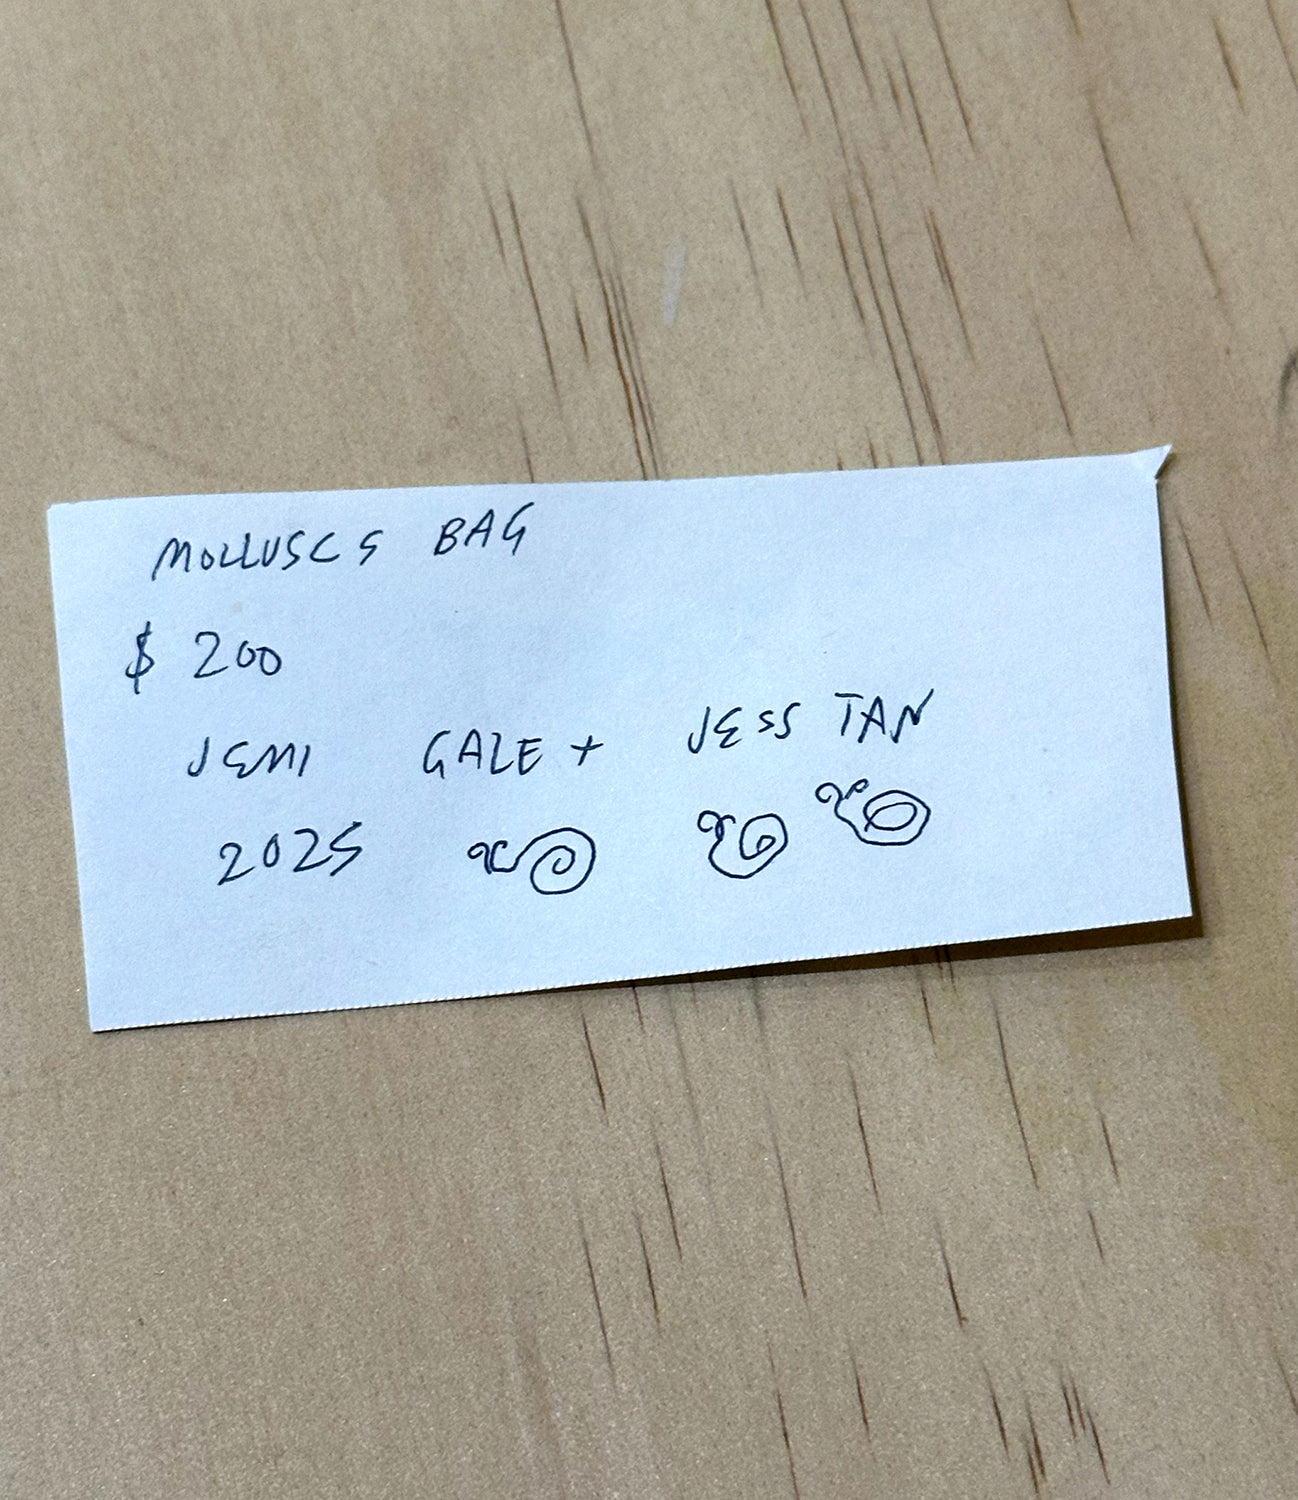 MOLLUSCS BAG
$ 200
JEMI GALE + JESS TAN
2025